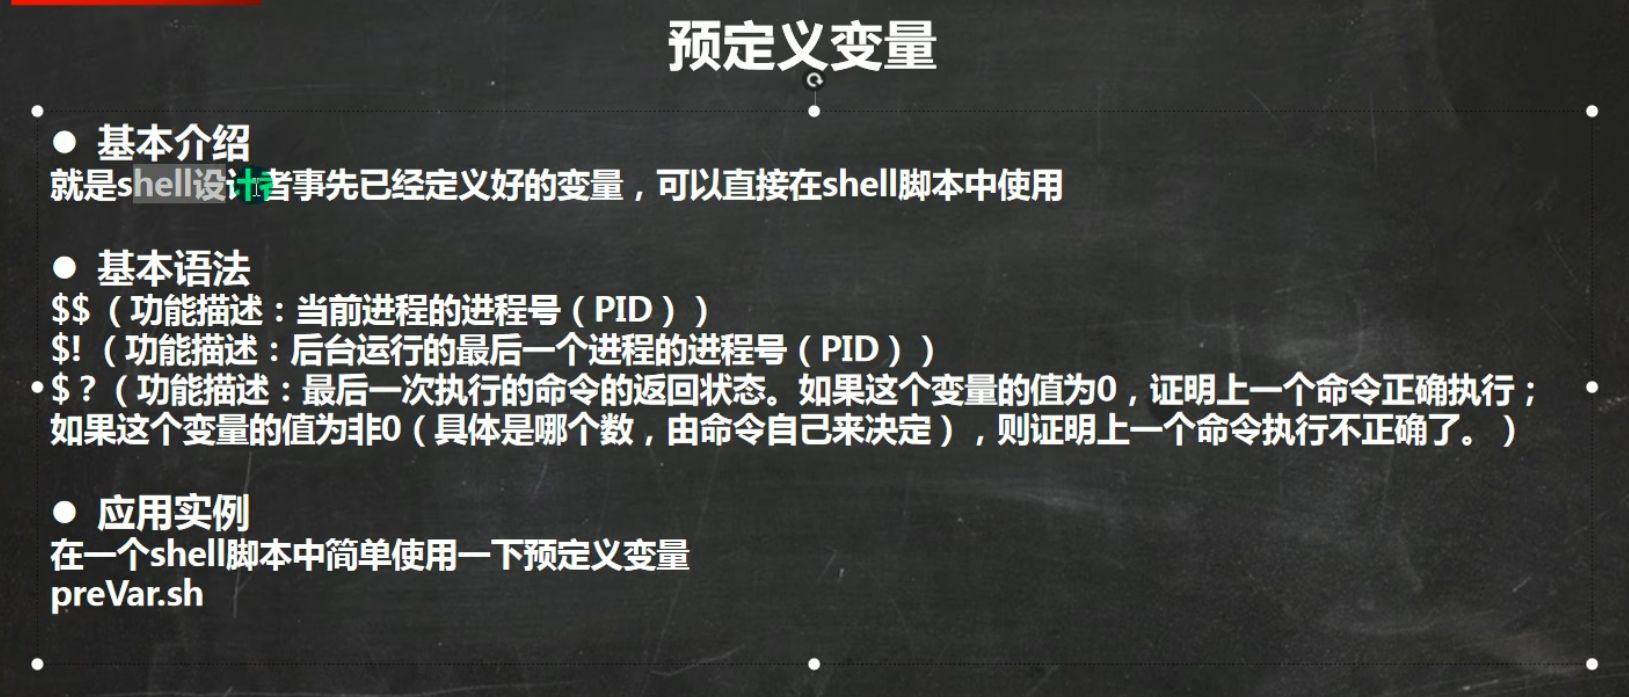 预定义变量
● 基本介绍
就是shell设计者事先已经定义好的变量，可以直接在shell脚本中使用
● 基本语法
$$（功能描述：当前进程的进程号（PID））
$!（功能描述：后台运行的最后一个进程的进程号（PID））
$？（功能描述：最后一次执行的命令的返回状态。如果这个变量的值为0，证明上一个命令正确执行；
如果这个变量的值为非0（具体是哪个数，由命令自己来决定），则证明上一个命令执行不正确了。）
● 应用实例
在一个shell脚本中简单使用一下预定义变量
preVar.sh